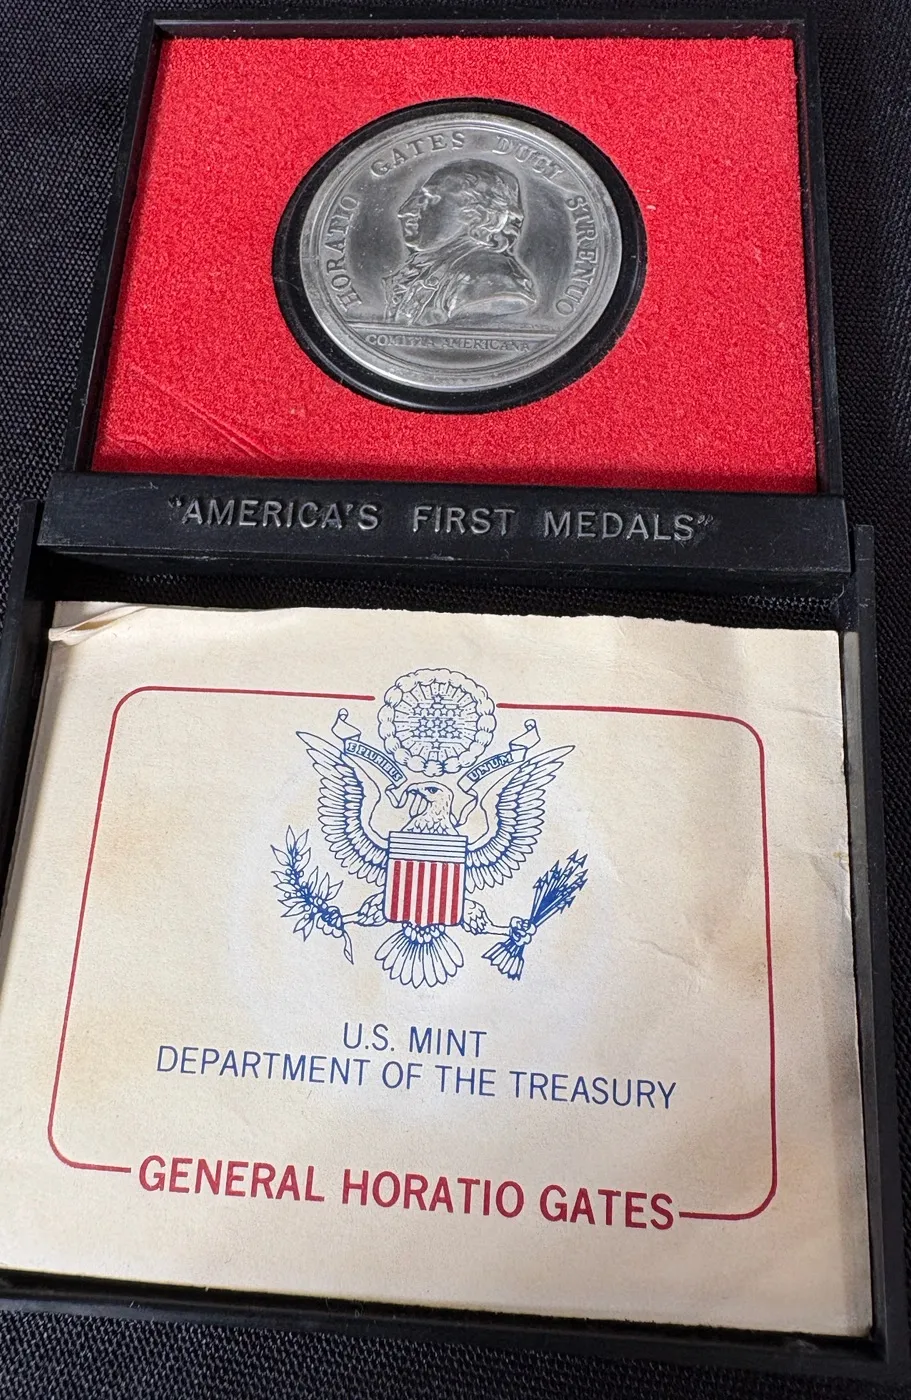 HORATIO GATES DUCI STRENUO
COMITIA AMERICANA
"AMERICA'S FIRST MEDALS"
E PLURIBUS UNUM
U.S. MINT
DEPARTMENT OF THE TREASURY
GENERAL HORATIO GATES